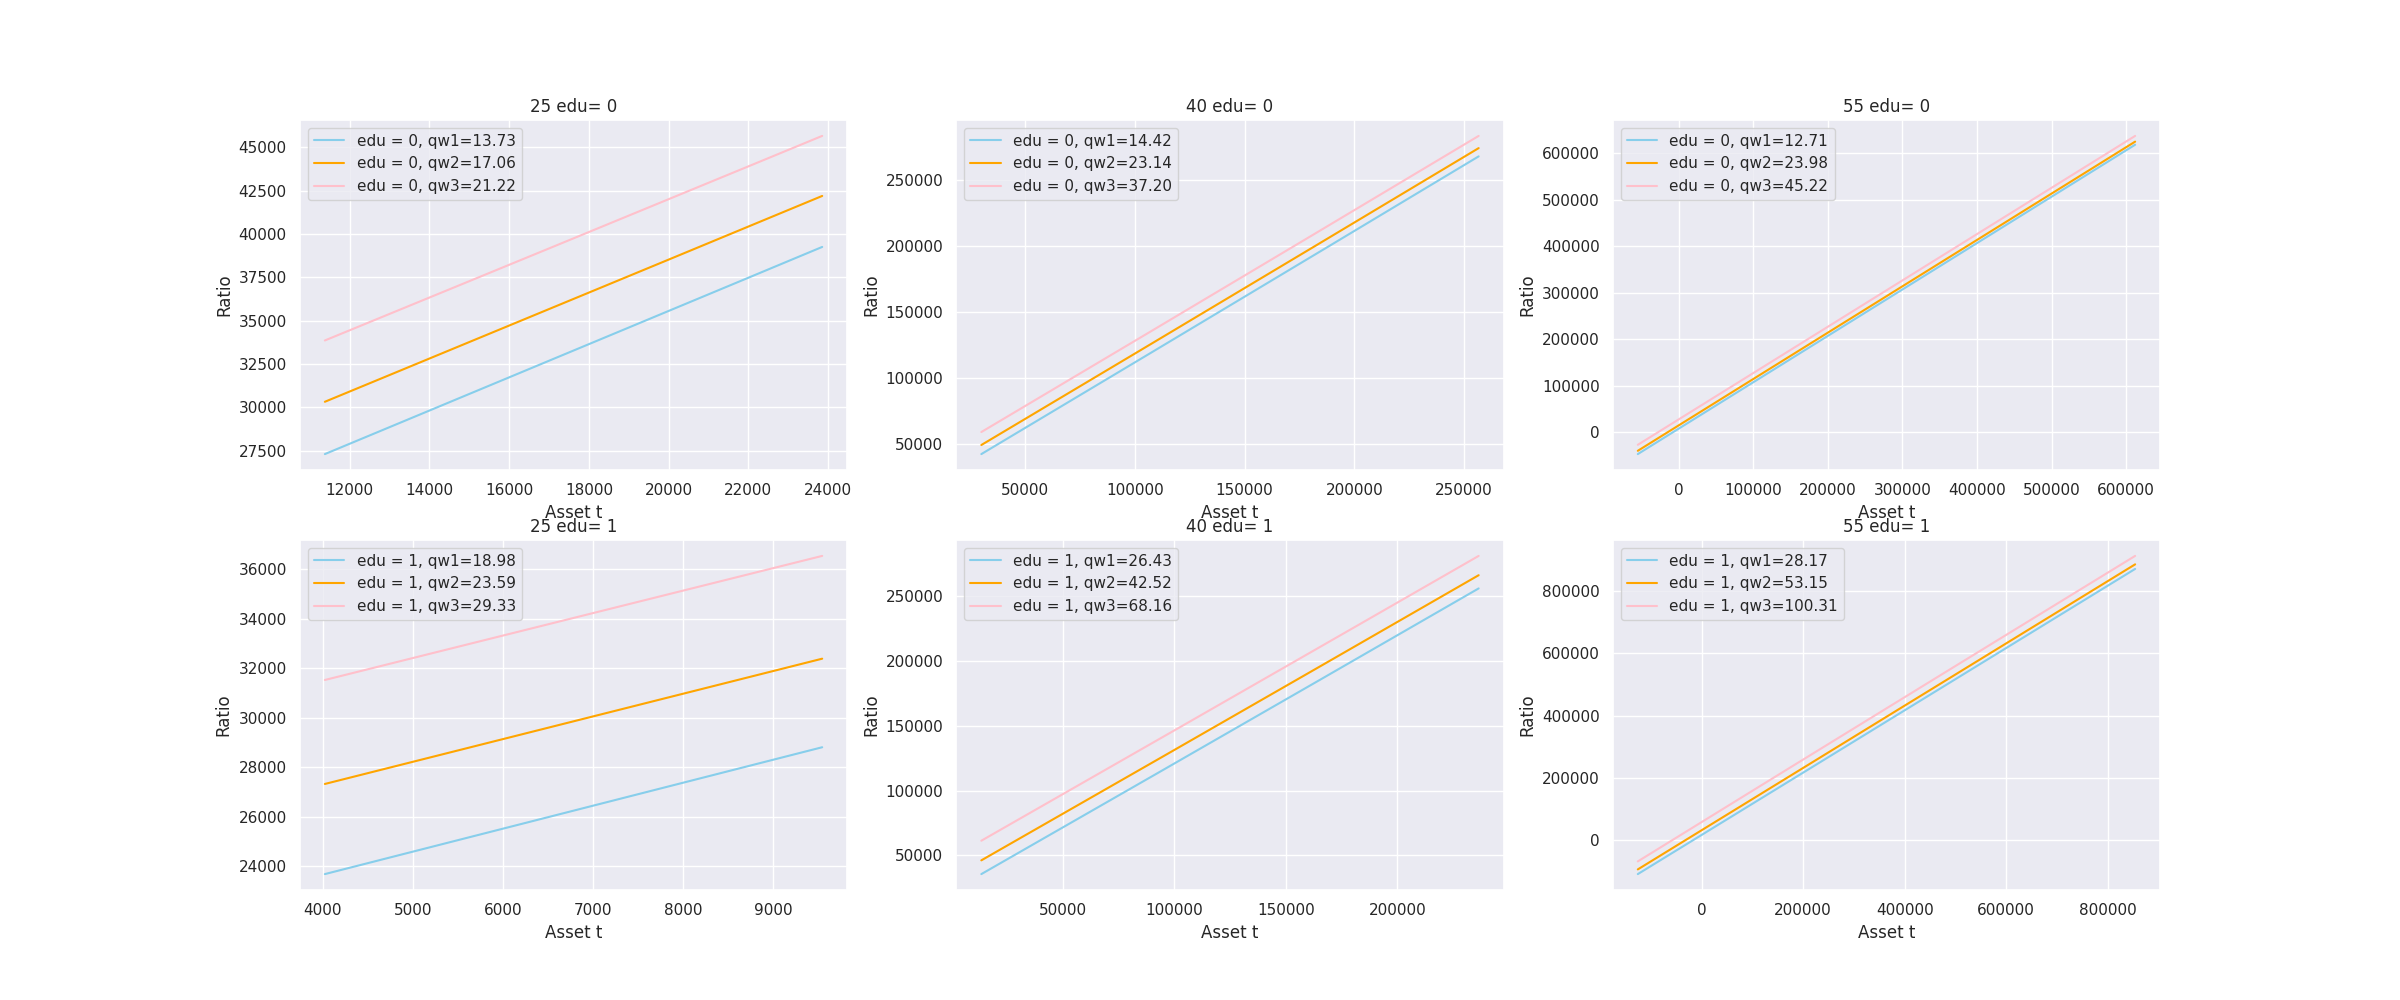 25 edu= 0
45000
42500
40000
37500
35000
32500
30000
27500
Ratio
edu = 0, qw1=13.73
edu = 0, qw2=17.06
edu = 0, qw3=21.22
12000 14000 16000 18000 20000 22000 24000
Asset t
40 edu= 0
250000
200000
150000
100000
50000
Ratio
edu = 0, qw1=14.42
edu = 0, qw2=23.14
edu = 0, qw3=37.20
50000 100000 150000 200000 250000
Asset t
55 edu= 0
600000
500000
400000
300000
200000
100000
0
Ratio
edu = 0, qw1=12.71
edu = 0, qw2=23.98
edu = 0, qw3=45.22
0 100000 200000 300000 400000 500000 600000
Asset t
25 edu= 1
36000
34000
32000
30000
28000
26000
24000
Ratio
edu = 1, qw1=18.98
edu = 1, qw2=23.59
edu = 1, qw3=29.33
4000 5000 6000 7000 8000 9000
Asset t
40 edu= 1
250000
200000
150000
100000
50000
Ratio
edu = 1, qw1=26.43
edu = 1, qw2=42.52
edu = 1, qw3=68.16
50000 100000 150000 200000
Asset t
55 edu= 1
800000
600000
400000
200000
0
Ratio
edu = 1, qw1=28.17
edu = 1, qw2=53.15
edu = 1, qw3=100.31
0 200000 400000 600000 800000
Asset t